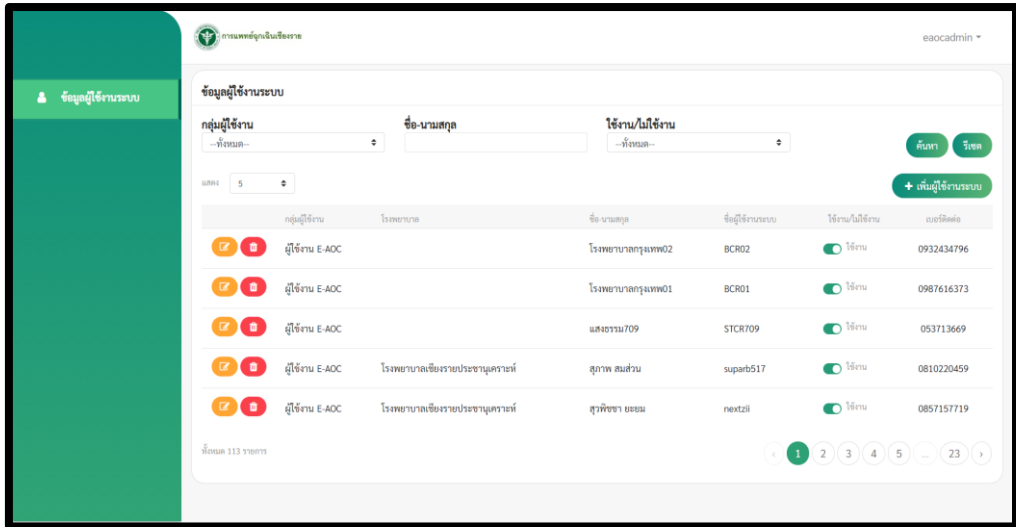 การแพทย์ฉุกเฉินเชียงราย
eaocadmin
ข้อมูลผู้ใช้งานระบบ
ข้อมูลผู้ใช้งานระบบ
กลุ่มผู้ใช้งาน ชื่อ-นามสกุล ใช้งาน/ไม่ใช้งาน
--ทั้งหมด-- --ทั้งหมด-- ค้นหา รีเซต
แสดง 5 + เพิ่มผู้ใช้งานระบบ
กลุ่มผู้ใช้งาน โรงพยาบาล ชื่อ-นามสกุล ชื่อผู้ใช้งานระบบ ใช้งาน/ไม่ใช้งาน เบอร์ติดต่อ
ผู้ใช้งาน E-AOC โรงพยาบาลกรุงเทพ02 BCR02 ใช้งาน 0932434796
ผู้ใช้งาน E-AOC โรงพยาบาลกรุงเทพ01 BCR01 ใช้งาน 0987616373
ผู้ใช้งาน E-AOC แสงธรรม709 STCR709 ใช้งาน 053713669
ผู้ใช้งาน E-AOC โรงพยาบาลเชียงรายประชานุเคราะห์ สุภาพ สมส่วน suparb517 ใช้งาน 0810220459
ผู้ใช้งาน E-AOC โรงพยาบาลเชียงรายประชานุเคราะห์ สุวพิชชา ยะยม nextzii ใช้งาน 0857157719
ทั้งหมด 113 รายการ ‹ 1 2 3 4 5 ... 23 ›